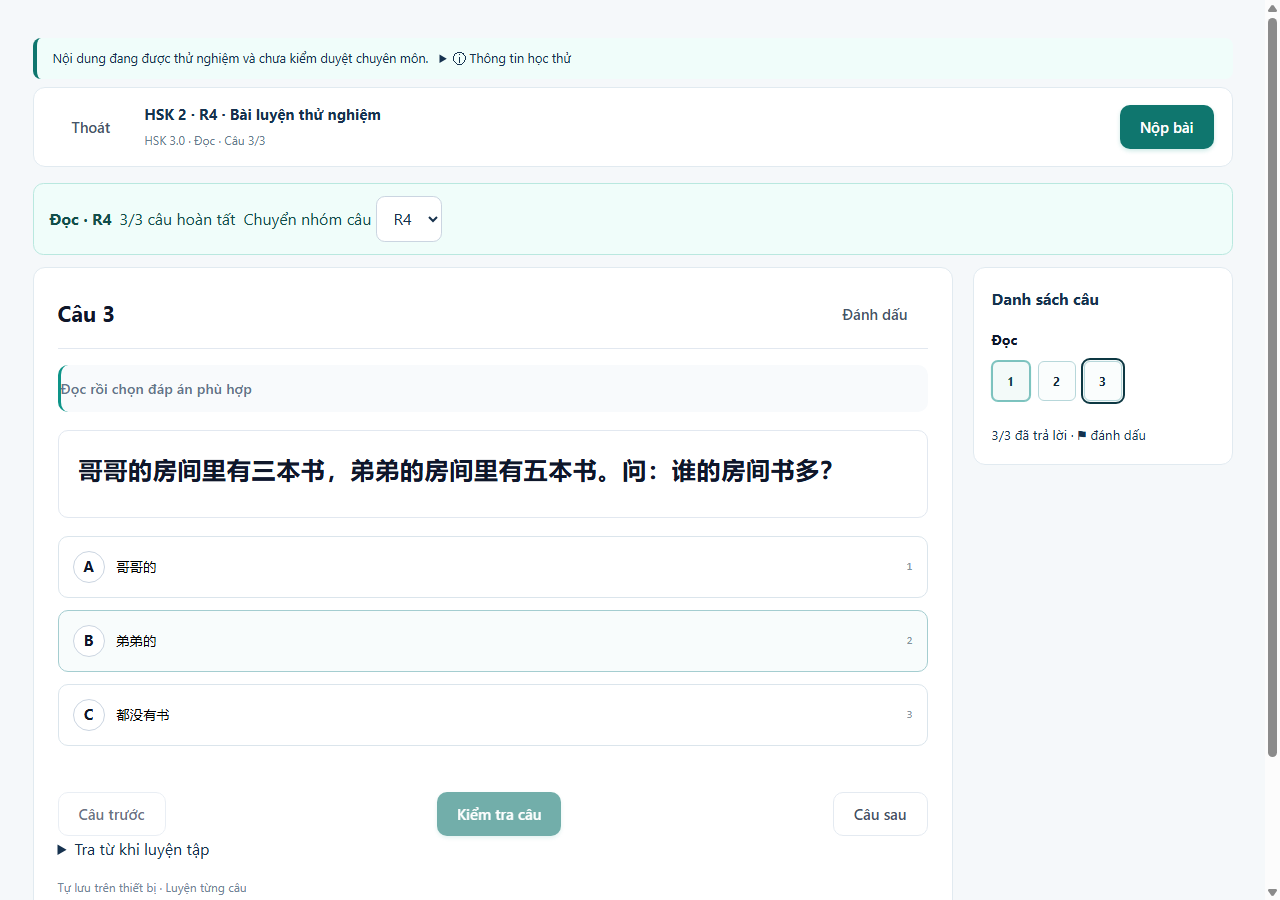 Nội dung đang được thử nghiệm và chưa kiểm duyệt chuyên môn. ▶ ⓘ Thông tin học thử
Thoát
HSK 2 · R4 · Bài luyện thử nghiệm
HSK 3.0 · Đọc · Câu 3/3
Nộp bài
Đọc · R4 3/3 câu hoàn tất Chuyển nhóm câu R4
Câu 3
Đánh dấu
Đọc rồi chọn đáp án phù hợp
哥哥的房间里有三本书，弟弟的房间里有五本书。问：谁的房间书多？
A 哥哥的 1
B 弟弟的 2
C 都没有书 3
Câu trước
Kiểm tra câu
Câu sau
▶ Tra từ khi luyện tập
Tự lưu trên thiết bị · Luyện từng câu
Danh sách câu
Đọc
1 2 3
3/3 đã trả lời · ⚑ đánh dấu